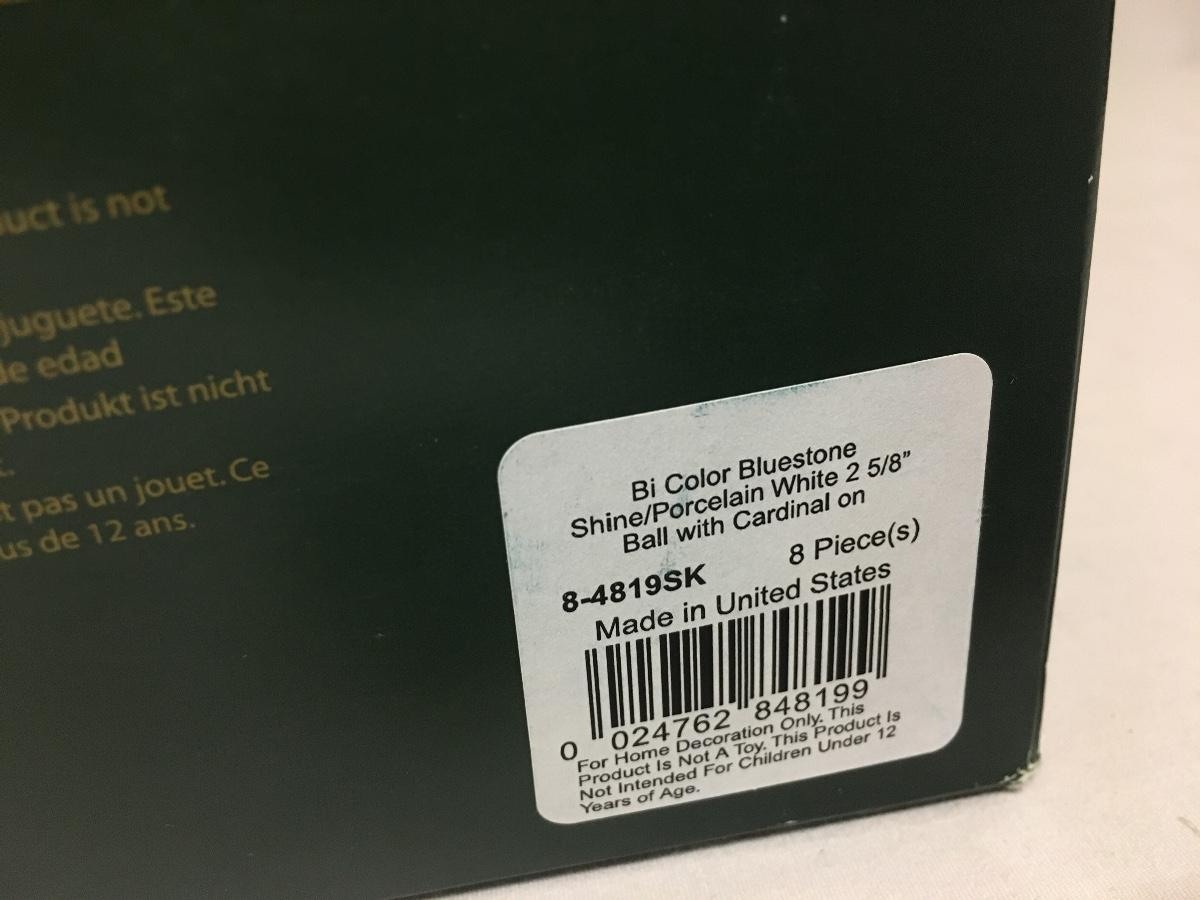 is not
juguete. Este
de edad
Produkt ist nicht
t pas un jouet. Ce
us de 12 ans.
Bi Color Bluestone
Shine/Porcelain White 2 5/8"
Ball with Cardinal on
8-4819SK 8 Piece(s)
Made in United States
0 024762 848199
For Home Decoration Only. This
Product Is Not A Toy. This Product Is
Not Intended For Children Under 12
Years of Age.